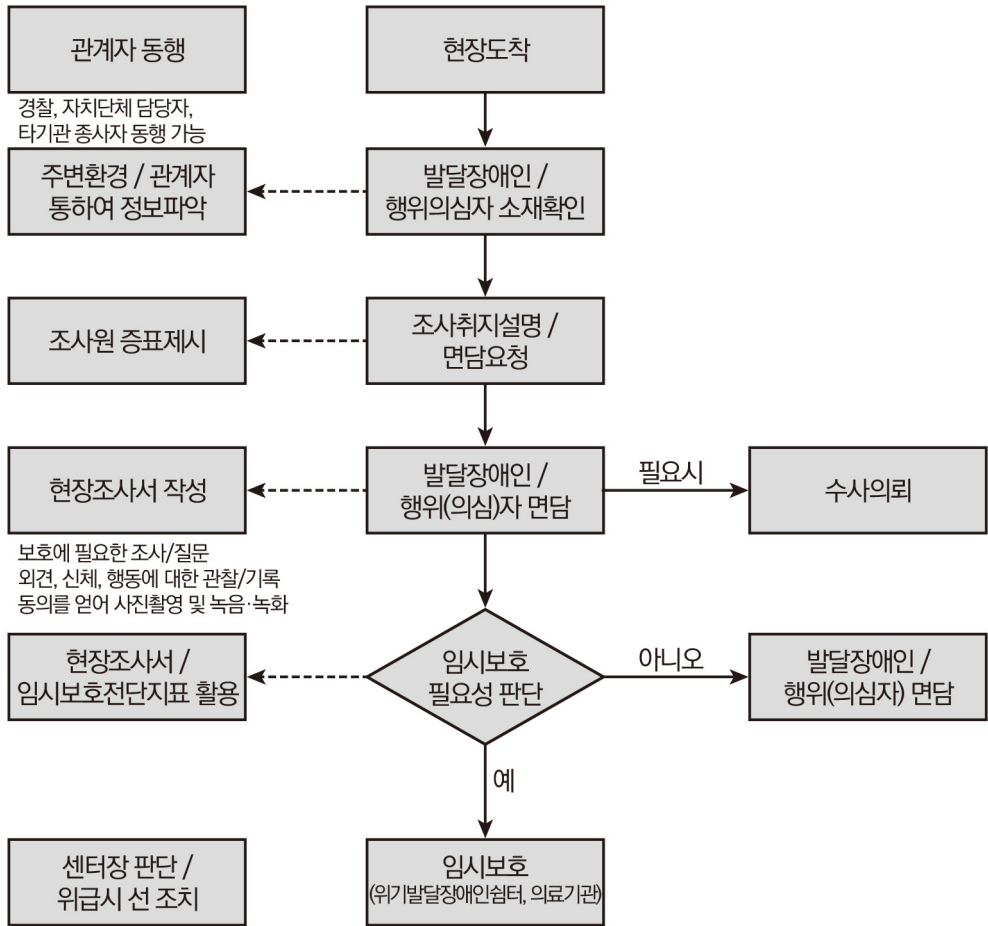 관계자 동행
현장도착
경찰, 자치단체 담당자,
타기관 종사자 동행 가능
주변환경 / 관계자
통하여 정보파악
발달장애인 /
행위의심자 소재확인
조사원 증표제시
조사취지설명 /
면담요청
현장조사서 작성
발달장애인 /
행위(의심)자 면담
필요시
수사의뢰
보호에 필요한 조사/질문
외견, 신체, 행동에 대한 관찰/기록
동의를 얻어 사진촬영 및 녹음·녹화
현장조사서 /
임시보호전단지표 활용
임시보호
필요성 판단
아니오
발달장애인 /
행위(의심자) 면담
예
센터장 판단 /
위급시 선 조치
임시보호
(위기발달장애인쉼터, 의료기관)